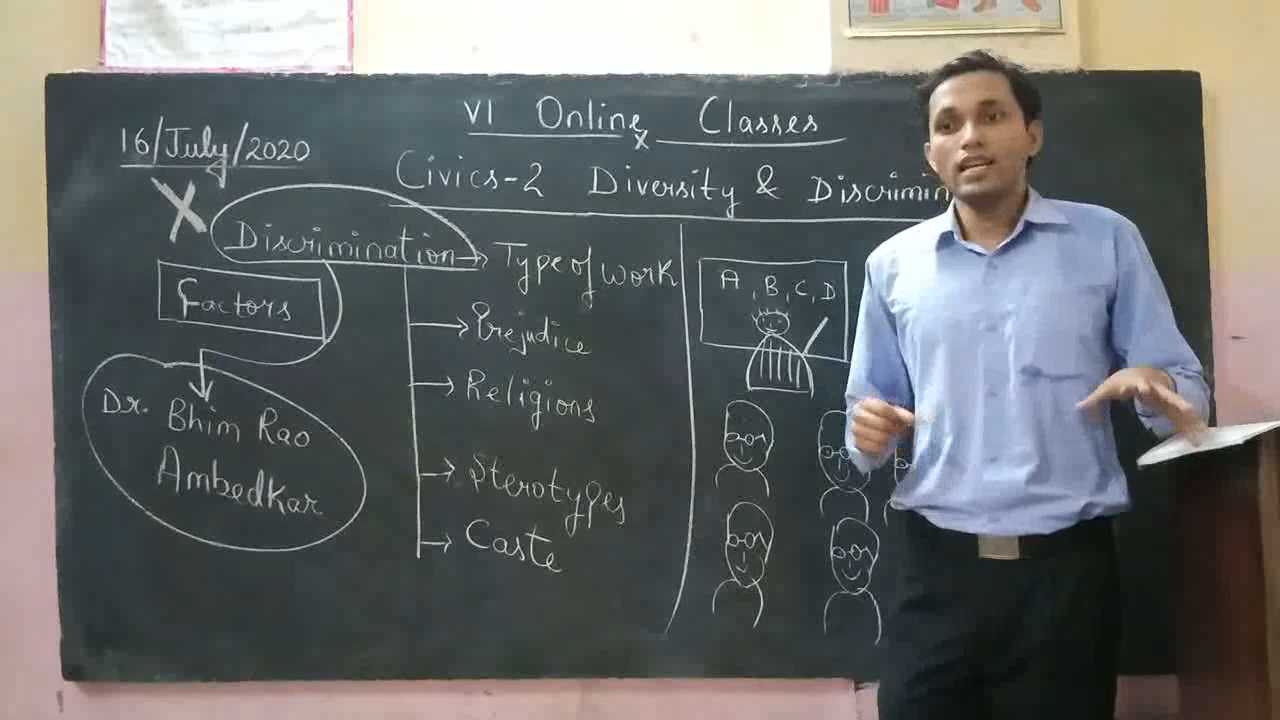 VI Online Classes
16/July/2020
Civics-2 Diversity & Discrimin
X
x
Discrimination → Type of work
Factors
Prejudice
Religions
Dr. Bhim Rao
Ambedkar
Sterotypes
Caste
A, B, C, D